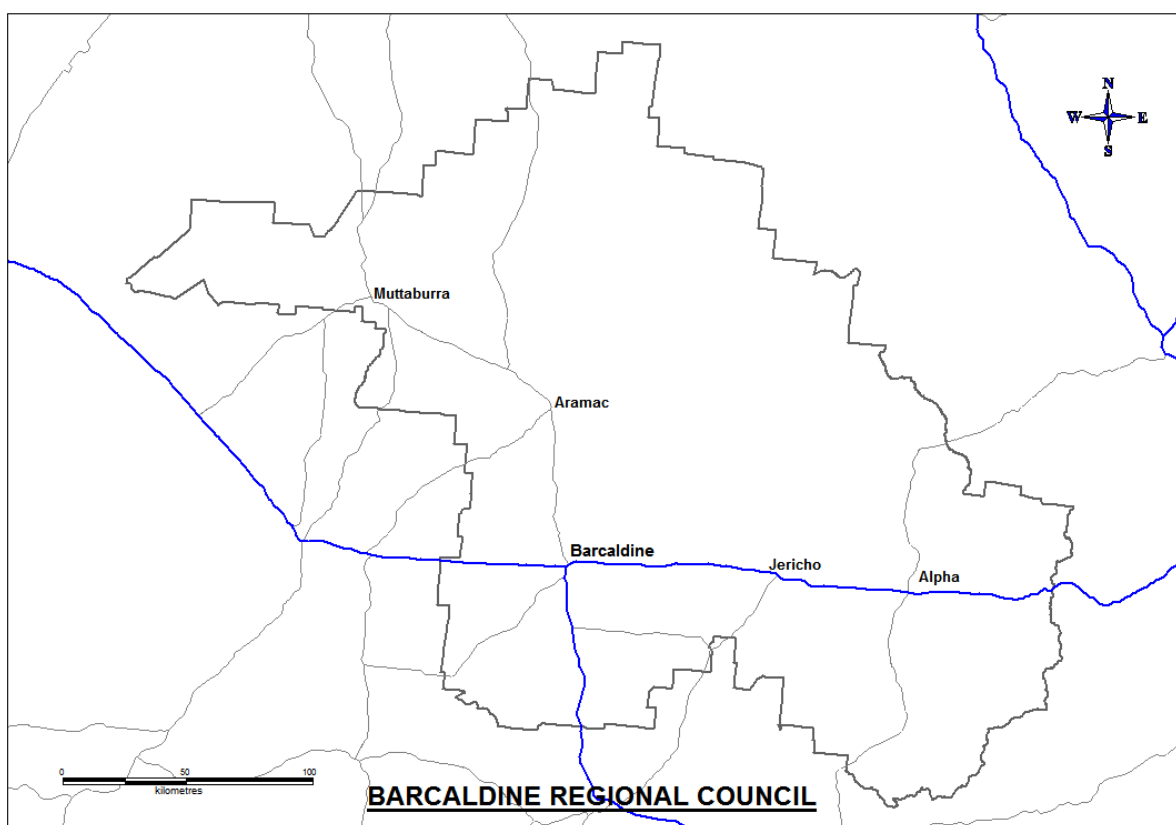 N
W E
S
Muttaburra
Aramac
Barcaldine
Jericho
Alpha
0 50 100
kilometres
BARCALDINE REGIONAL COUNCIL